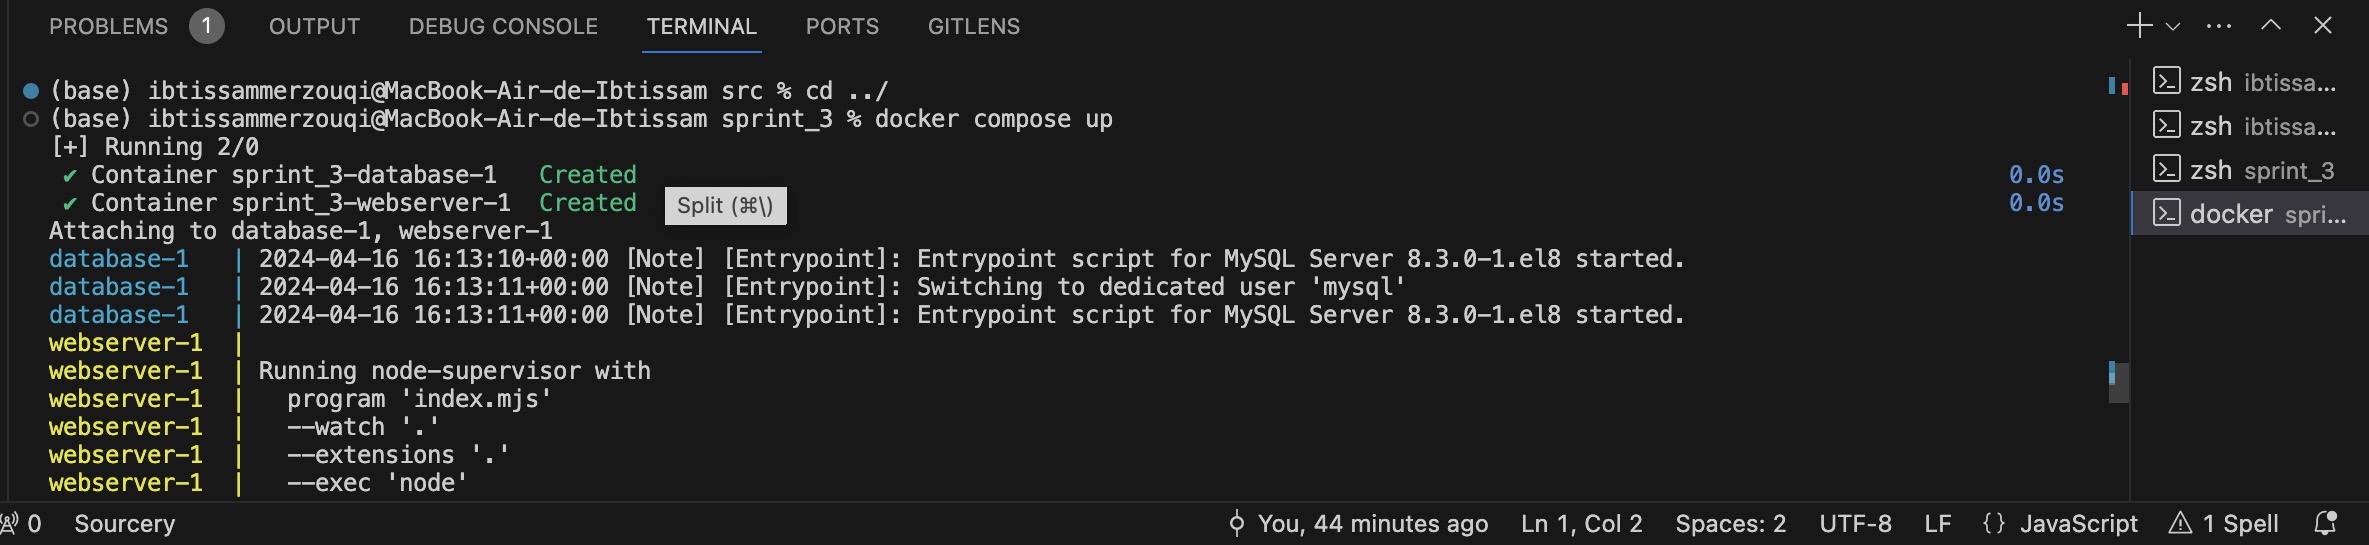 PROBLEMS 1 OUTPUT DEBUG CONSOLE TERMINAL PORTS GITLENS
(base) ibtissammerzouqi@MacBook-Air-de-Ibtissam src % cd ../
(base) ibtissammerzouqi@MacBook-Air-de-Ibtissam sprint_3 % docker compose up
[+] Running 2/0
✔ Container sprint_3-database-1 Created 0.0s
✔ Container sprint_3-webserver-1 Created 0.0s
Split (⌘\)
Attaching to database-1, webserver-1
database-1 | 2024-04-16 16:13:10+00:00 [Note] [Entrypoint]: Entrypoint script for MySQL Server 8.3.0-1.el8 started.
database-1 | 2024-04-16 16:13:11+00:00 [Note] [Entrypoint]: Switching to dedicated user 'mysql'
database-1 | 2024-04-16 16:13:11+00:00 [Note] [Entrypoint]: Entrypoint script for MySQL Server 8.3.0-1.el8 started.
webserver-1 |
webserver-1 | Running node-supervisor with
webserver-1 | program 'index.mjs'
webserver-1 | --watch '.'
webserver-1 | --extensions '.'
webserver-1 | --exec 'node'
zsh ibtissa...
zsh ibtissa...
zsh sprint_3
docker spri...
0 Sourcery You, 44 minutes ago Ln 1, Col 2 Spaces: 2 UTF-8 LF {} JavaScript 1 Spell